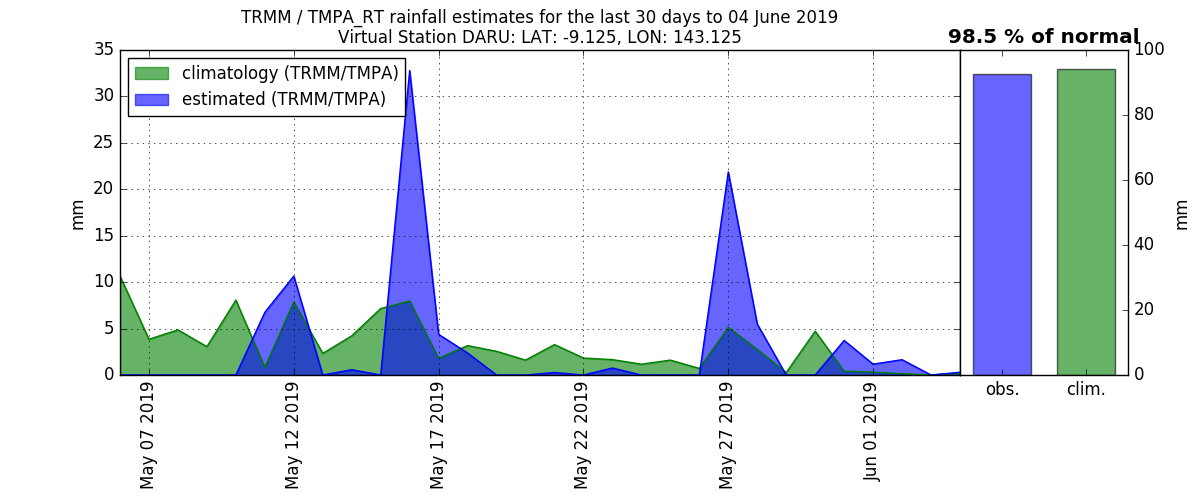 TRMM / TMPA_RT rainfall estimates for the last 30 days to 04 June 2019
Virtual Station DARU: LAT: -9.125, LON: 143.125
98.5 % of normal
climatology (TRMM/TMPA)
estimated (TRMM/TMPA)
35
30
25
20
15
10
5
0
mm
May 07 2019
May 12 2019
May 17 2019
May 22 2019
May 27 2019
Jun 01 2019
obs.
clim.
100
80
60
40
20
0
mm